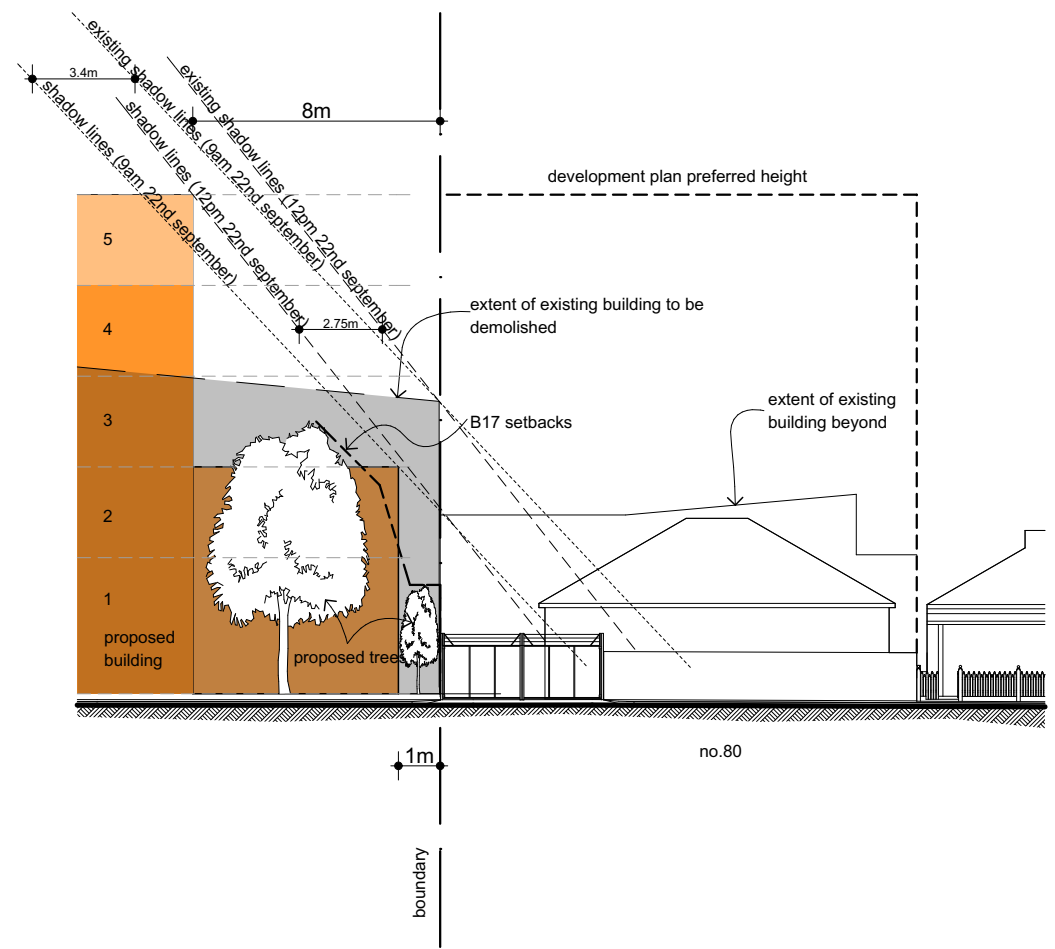 existing shadow lines (9am 22nd september)
existing shadow lines (12pm 22nd september)
3.4m
shadow lines (9am 22nd september)
shadow lines (12pm 22nd september)
8m
development plan preferred height
5
extent of existing building to be
demolished
4
2.75m
extent of existing
building beyond
3
B17 setbacks
2
1
proposed
building
proposed trees
1m
no.80
boundary